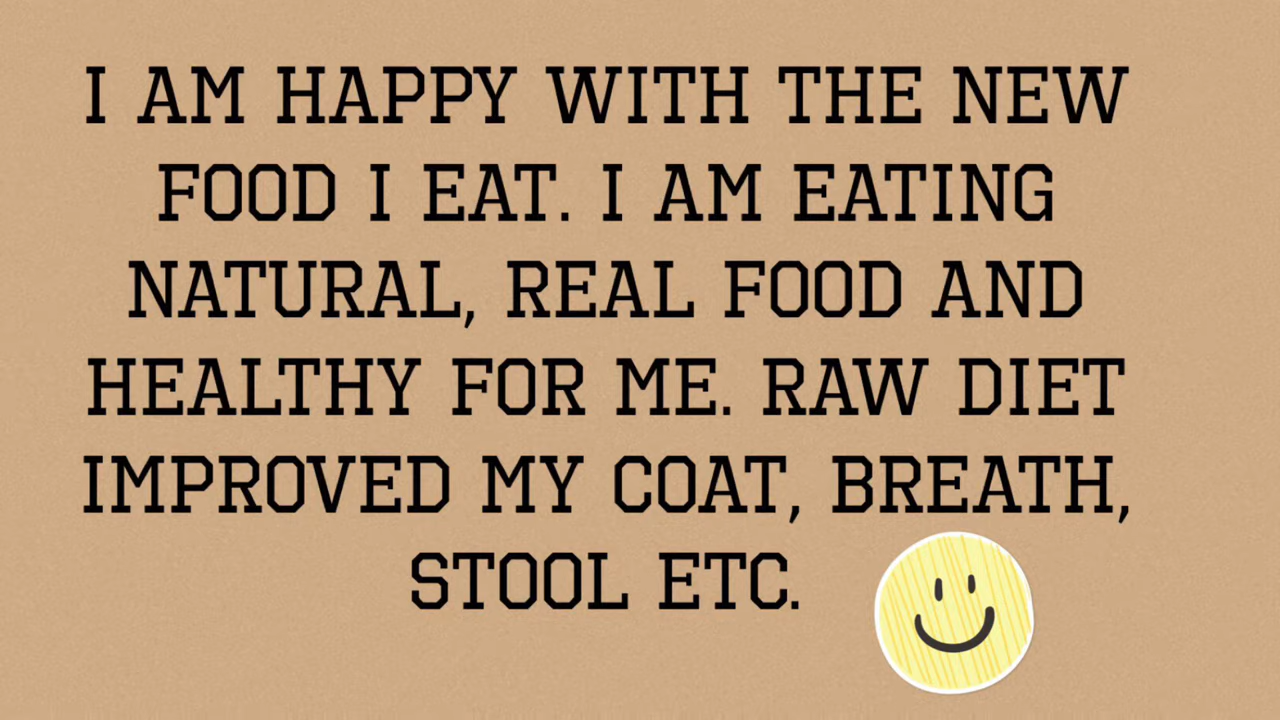 I AM HAPPY WITH THE NEW
FOOD I EAT. I AM EATING
NATURAL, REAL FOOD AND
HEALTHY FOR ME. RAW DIET
IMPROVED MY COAT, BREATH,
STOOL ETC.